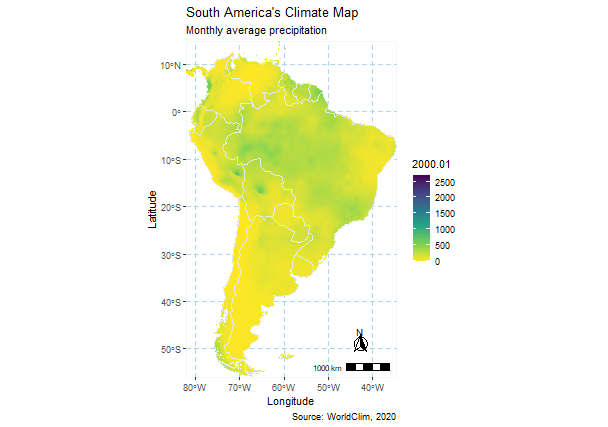 South America's Climate Map
Monthly average precipitation
10°N
0°
10°S
20°S
30°S
40°S
50°S
Latitude
80°W 70°W 60°W 50°W 40°W
Longitude
N
1000 km
2000.01
2500
2000
1500
1000
500
0
Source: WorldClim, 2020